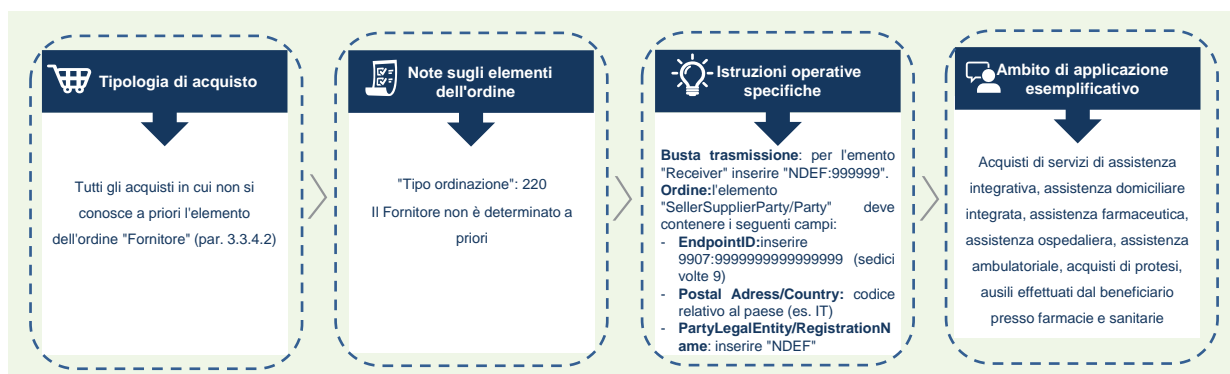 Tipologia di acquisto
Tutti gli acquisti in cui non si
conosce a priori l'elemento
dell'ordine "Fornitore" (par. 3.3.4.2)
Note sugli elementi
dell'ordine
"Tipo ordinazione": 220
Il Fornitore non è determinato a
priori
Istruzioni operative
specifiche
Busta trasmissione: per l'emento
"Receiver" inserire "NDEF:999999".
Ordine:l'elemento
"SellerSupplierParty/Party" deve
contenere i seguenti campi:
- EndpointID:inserire
9907:9999999999999999 (sedici
volte 9)
- Postal Adress/Country: codice
relativo al paese (es. IT)
- PartyLegalEntity/RegistrationN
ame: inserire "NDEF"
Ambito di applicazione
esemplificativo
Acquisti di servizi di assistenza
integrativa, assistenza domiciliare
integrata, assistenza farmaceutica,
assistenza ospedaliera, assistenza
ambulatoriale, acquisti di protesi,
ausili effettuati dal beneficiario
presso farmacie e sanitarie